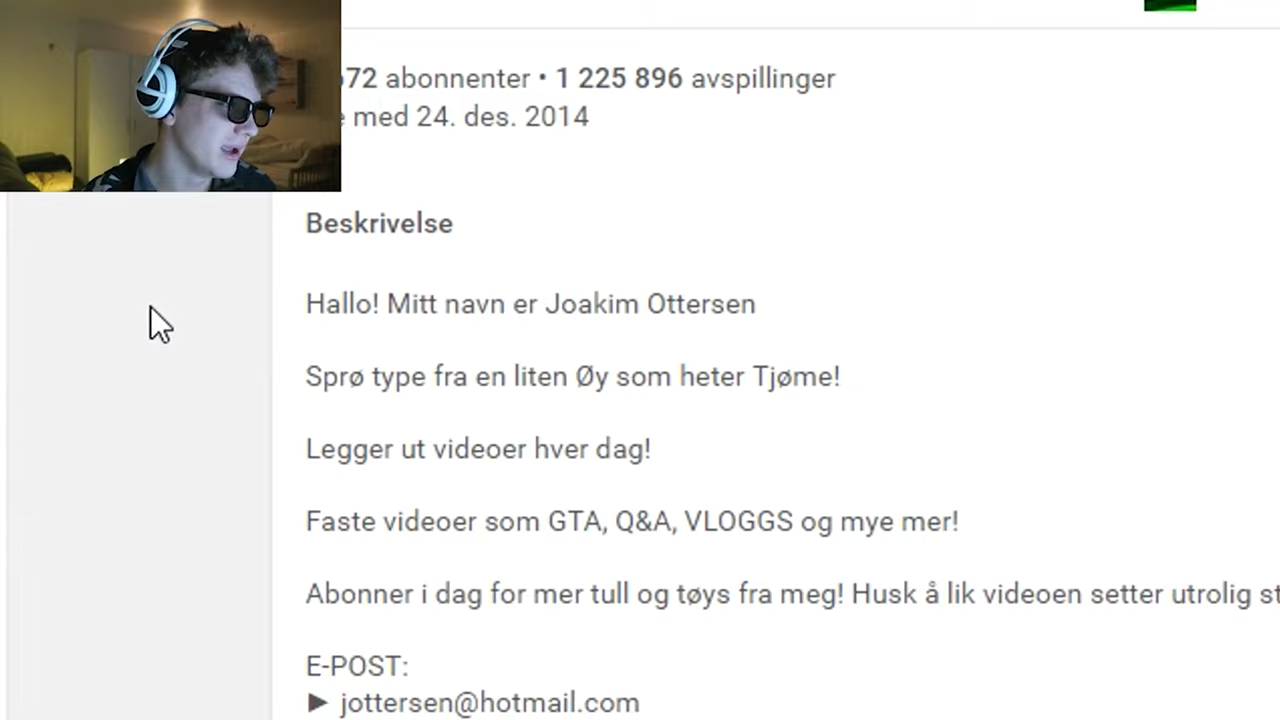 72 abonnenter • 1 225 896 avspillinger
med 24. des. 2014
Beskrivelse
Hallo! Mitt navn er Joakim Ottersen
Sprø type fra en liten Øy som heter Tjøme!
Legger ut videoer hver dag!
Faste videoer som GTA, Q&A, VLOGGS og mye mer!
Abonner i dag for mer tull og tøys fra meg! Husk å lik videoen setter utrolig
E-POST:
► jottersen@hotmail.com